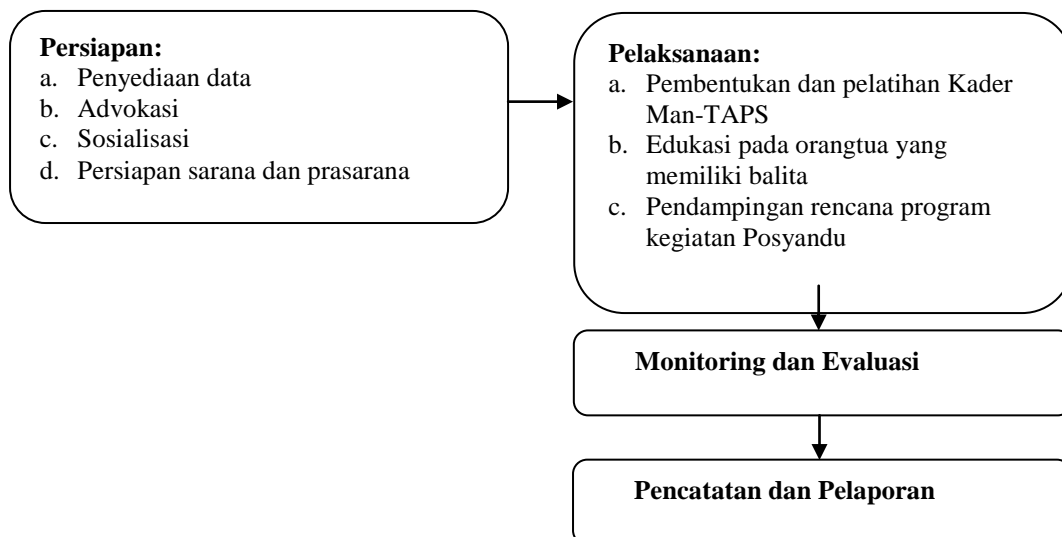 Persiapan:
a. Penyediaan data
b. Advokasi
c. Sosialisasi
d. Persiapan sarana dan prasarana
Pelaksanaan:
a. Pembentukan dan pelatihan Kader
Man-TAPS
b. Edukasi pada orangtua yang
memiliki balita
c. Pendampingan rencana program
kegiatan Posyandu
Monitoring dan Evaluasi
Pencatatan dan Pelaporan